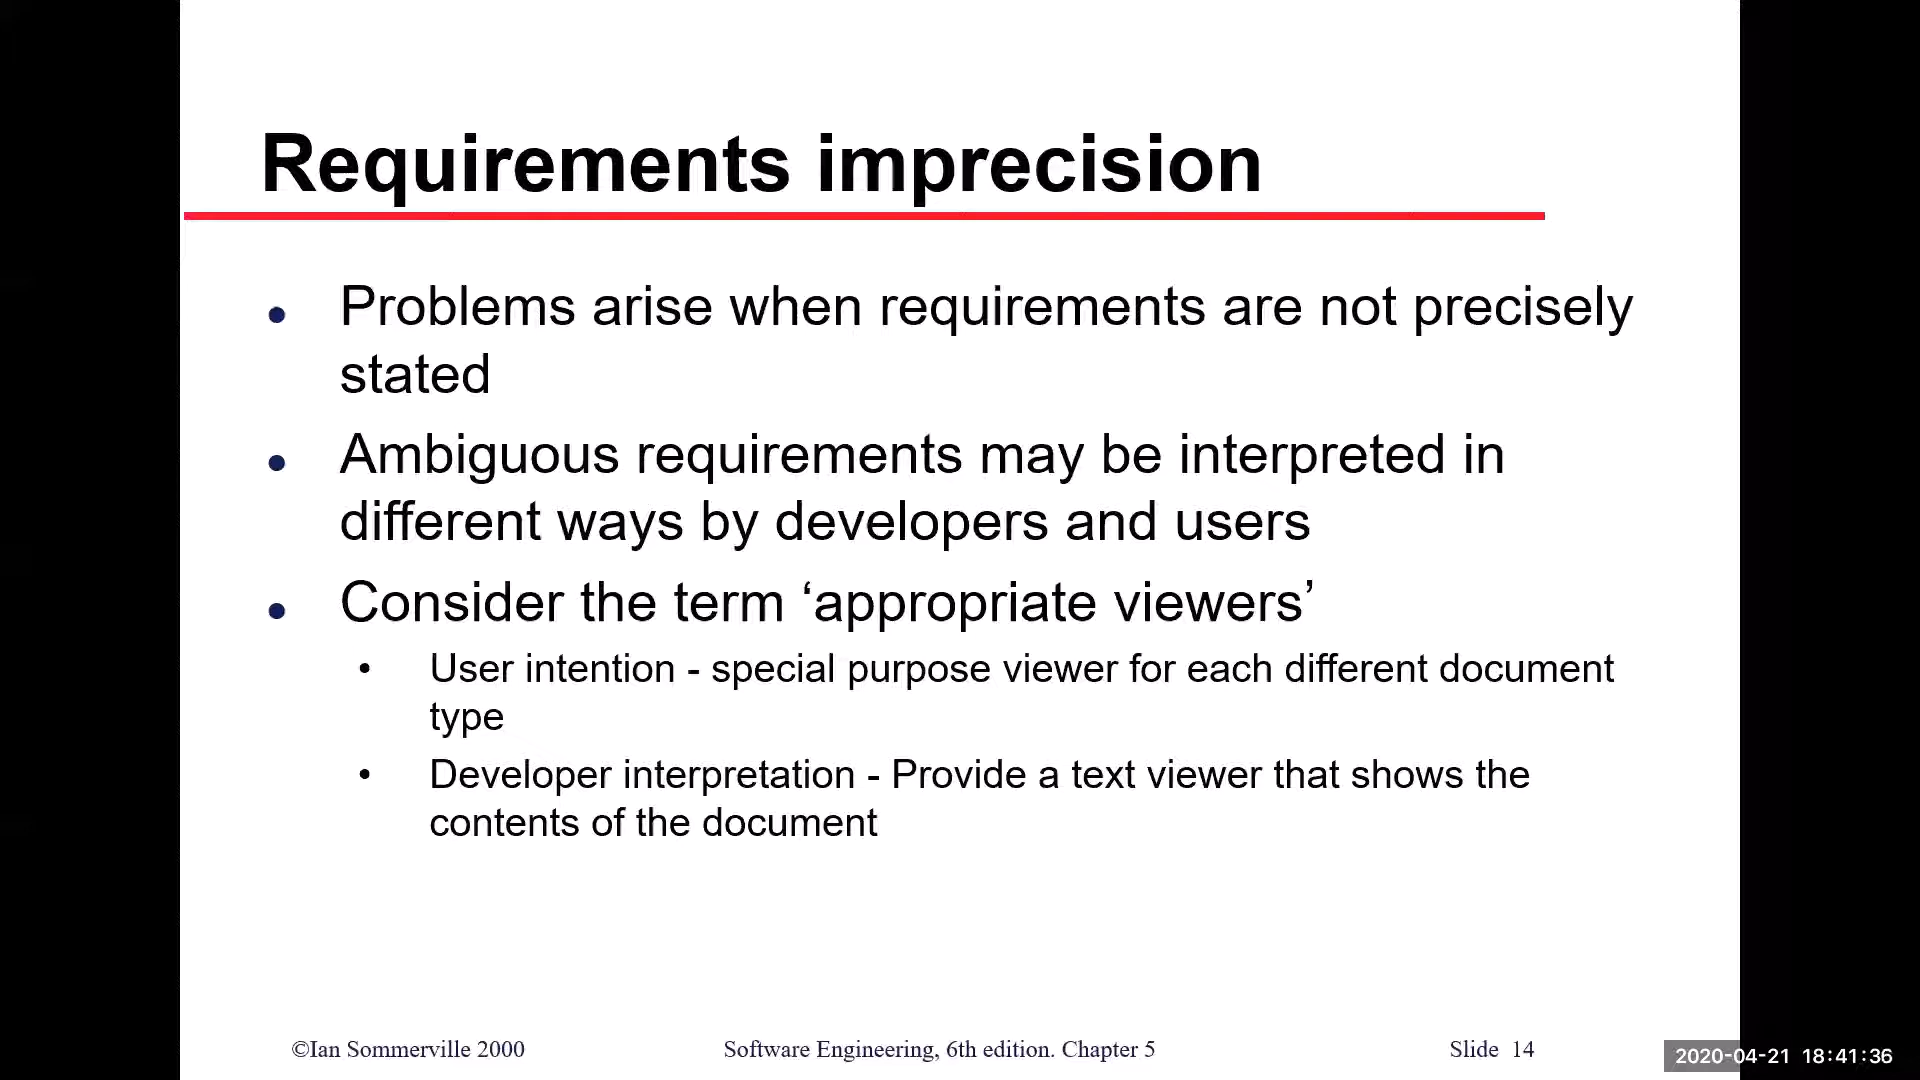 Requirements imprecision
● Problems arise when requirements are not precisely
stated
● Ambiguous requirements may be interpreted in
different ways by developers and users
● Consider the term ‘appropriate viewers’
• User intention - special purpose viewer for each different document
type
• Developer interpretation - Provide a text viewer that shows the
contents of the document
©Ian Sommerville 2000 Software Engineering, 6th edition. Chapter 5 Slide 14
2020-04-21 18:41:36